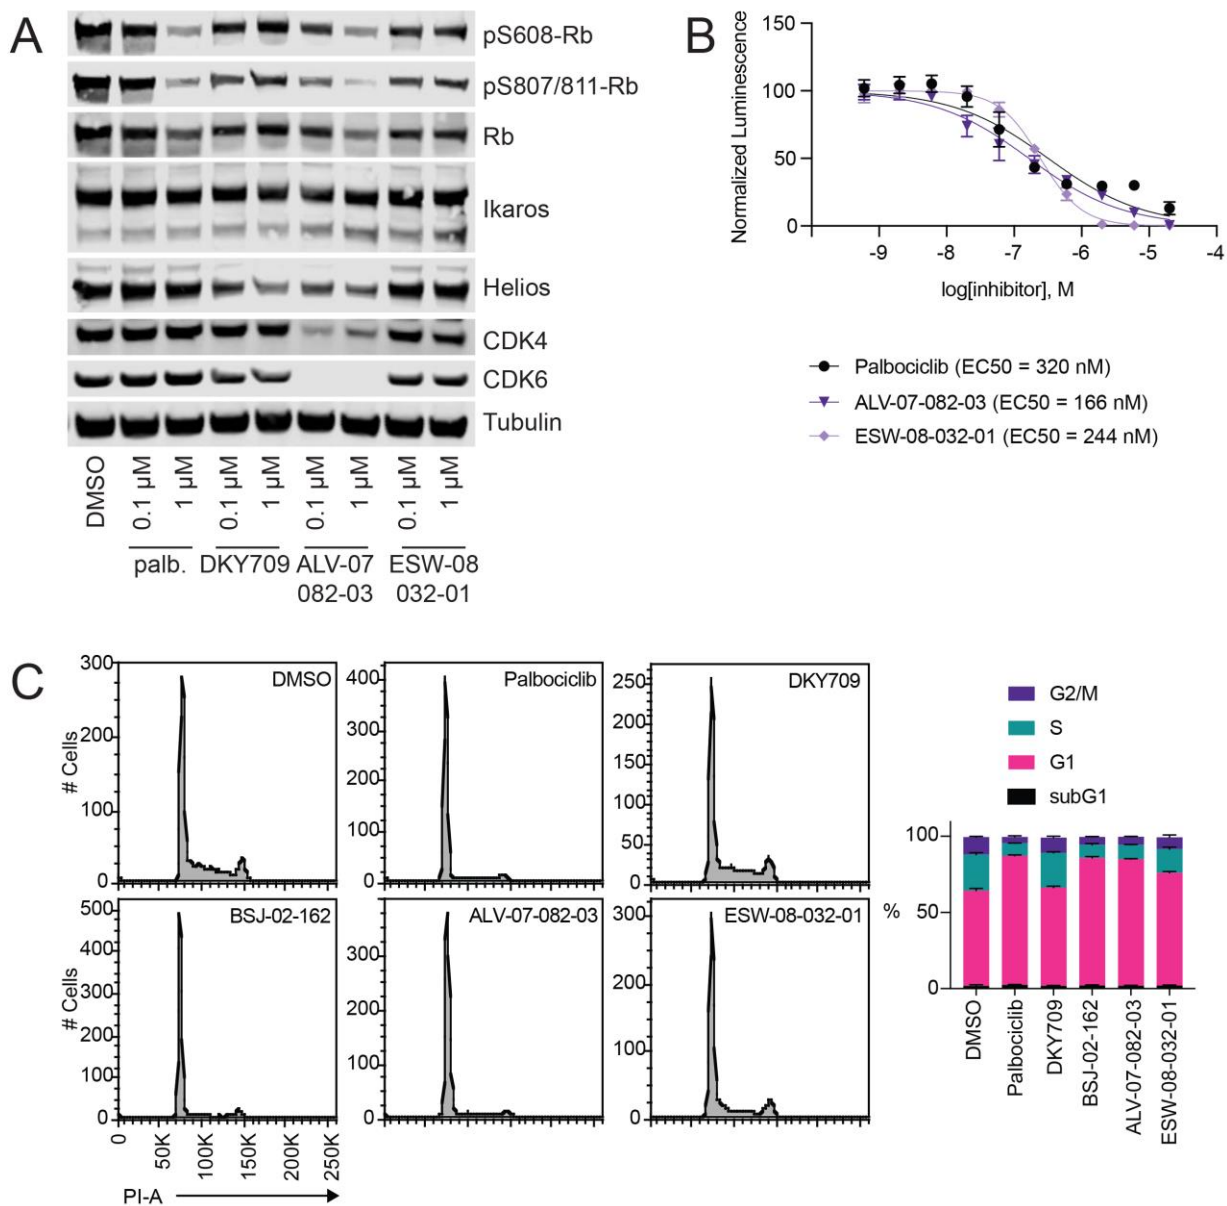 A
pS608-Rb
pS807/811-Rb
Rb
Ikaros
Helios
CDK4
CDK6
Tubulin
DMSO
0.1 µM
1 µM
0.1 µM
1 µM
0.1 µM
1 µM
0.1 µM
1 µM
palb. DKY709 ALV-07 ESW-08
082-03 032-01
B
Normalized Luminescence
150
100
50
0
-9 -8 -7 -6 -5 -4
log[inhibitor], M
Palbociclib (EC50 = 320 nM)
ALV-07-082-03 (EC50 = 166 nM)
ESW-08-032-01 (EC50 = 244 nM)
C
# Cells
300
200
100
0
DMSO
400
300
200
100
0
Palbociclib
250
200
150
100
50
0
DKY709
# Cells
500
400
300
200
100
0
BSJ-02-162
300
200
100
0
ALV-07-082-03
300
200
100
0
ESW-08-032-01
0 50K 100K 150K 200K 250K
PI-A
G2/M
S
G1
subG1
%
100
50
0
DMSO
Palbociclib
DKY709
BSJ-02-162
ALV-07-082-03
ESW-08-032-01